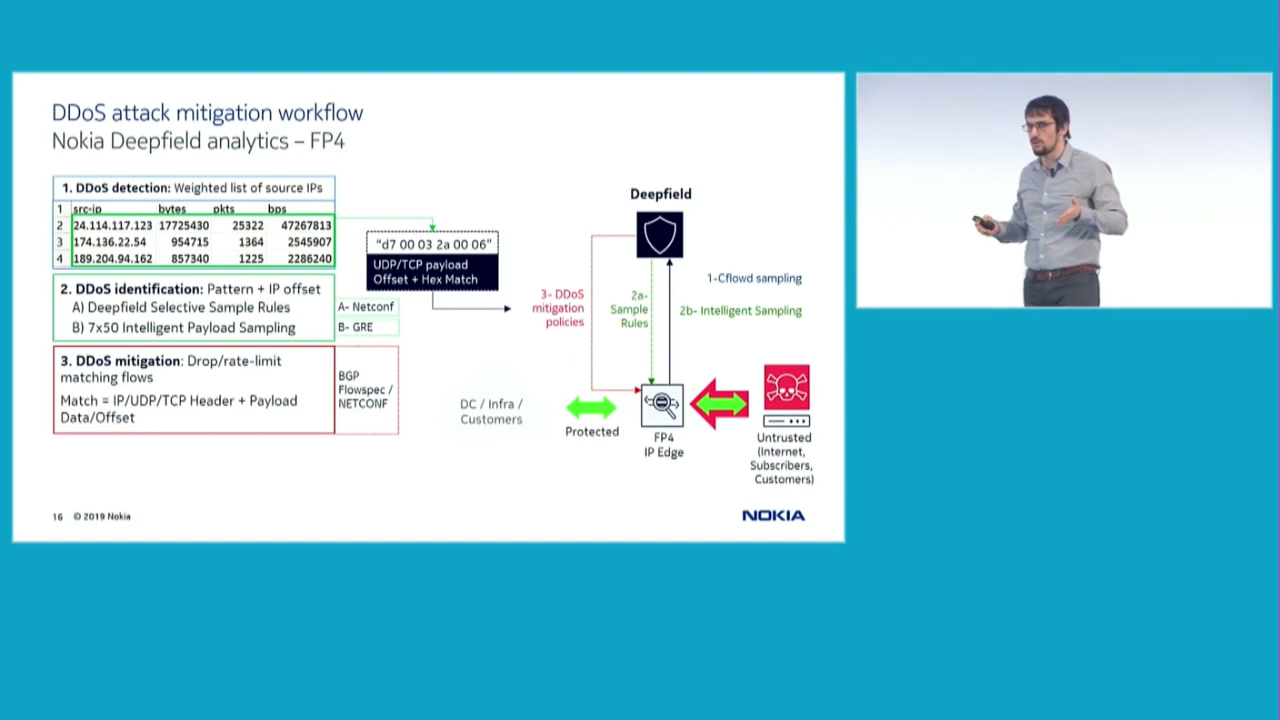 DDoS attack mitigation workflow
Nokia Deepfield analytics – FP4
1. DDoS detection: Weighted list of source IPs
1 src-ip bytes pkts bps
2 24.114.117.123 17725430 25322 47267813
3 174.136.22.54 954715 1364 2545907
4 189.204.94.162 857340 1225 2286240
2. DDoS identification: Pattern + IP offset
A) Deepfield Selective Sample Rules
B) 7x50 Intelligent Payload Sampling
A- Netconf
B- GRE
3. DDoS mitigation: Drop/rate-limit
matching flows
Match = IP/UDP/TCP Header + Payload
Data/Offset
BGP
Flowspec /
NETCONF
"d7 00 03 2a 00 06"
UDP/TCP payload
Offset + Hex Match
Deepfield
3- DDoS
mitigation
policies
2a-
Sample
Rules
1-Cflowd sampling
2b- Intelligent Sampling
DC / Infra /
Customers
Protected
FP4
IP Edge
Untrusted
(Internet,
Subscribers,
Customers)
16 © 2019 Nokia
NOKIA